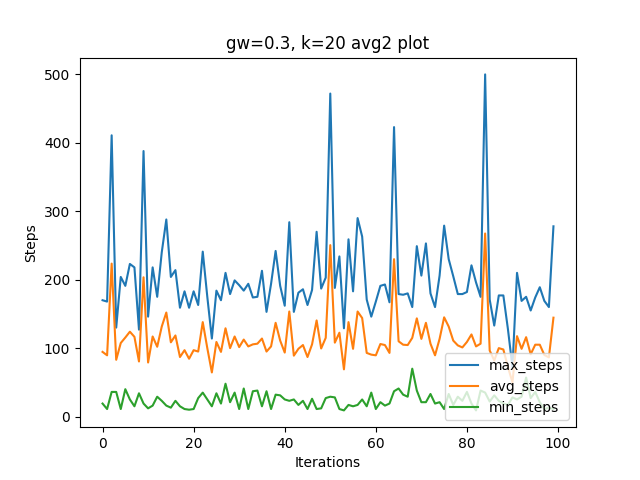 gw=0.3, k=20 avg2 plot
500
400
300
200
100
0
Steps
0 20 40 60 80 100
Iterations
max_steps
avg_steps
min_steps